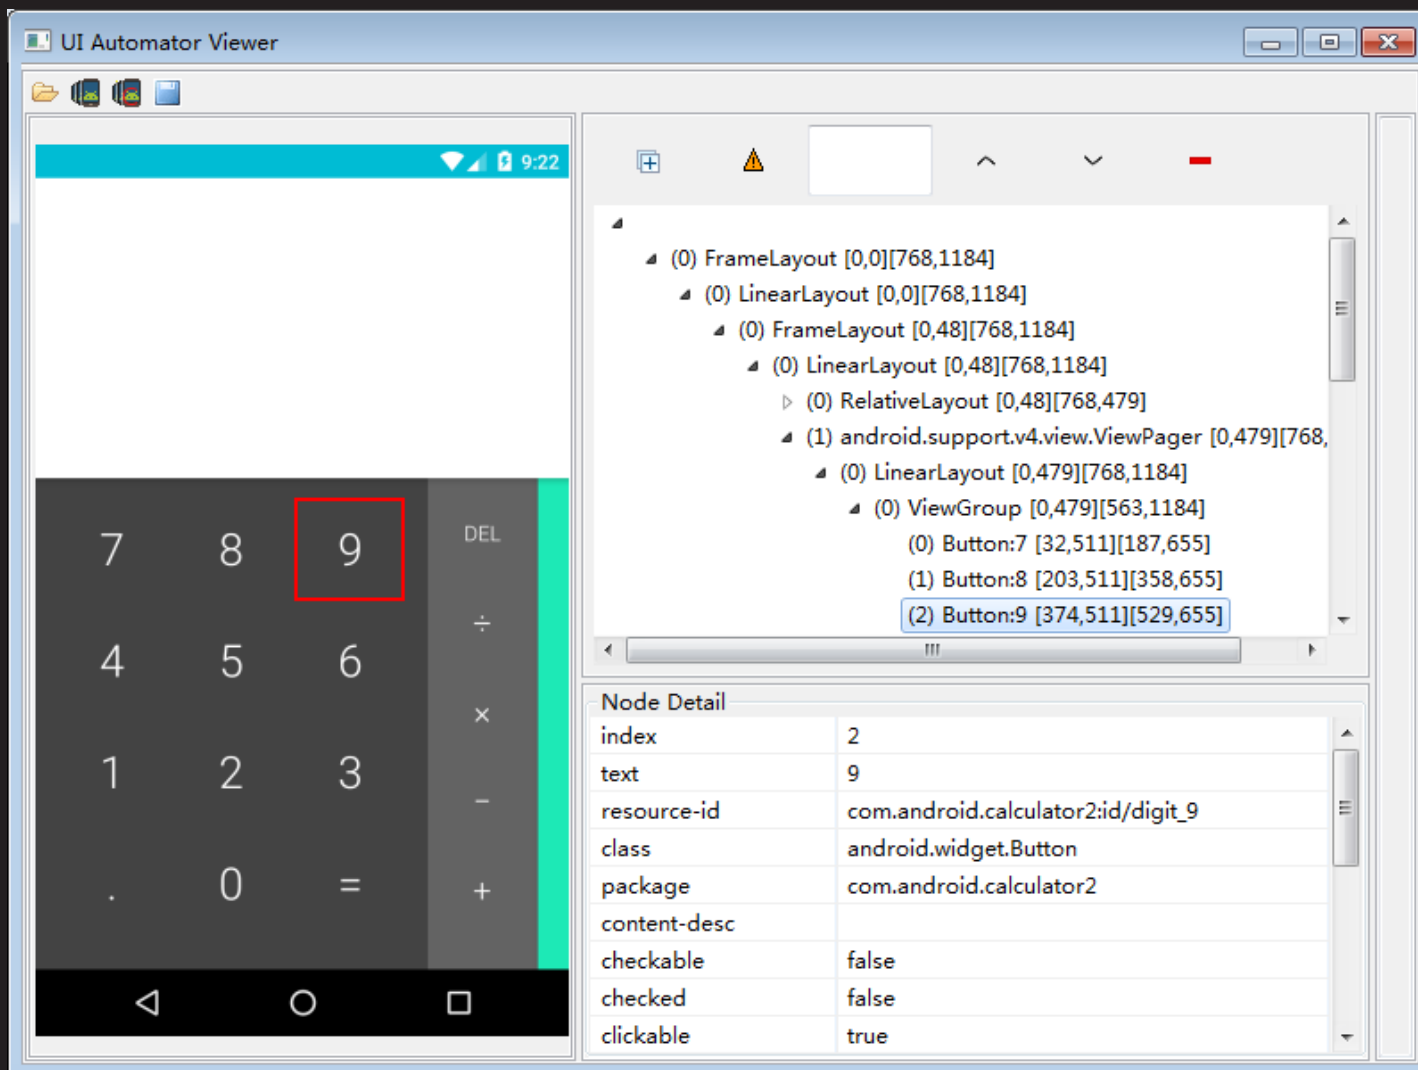 UI Automator Viewer
9:22
7 8 9 DEL
÷
4 5 6
×
1 2 3
−
. 0 = +
(0) FrameLayout [0,0][768,1184]
(0) LinearLayout [0,0][768,1184]
(0) FrameLayout [0,48][768,1184]
(0) LinearLayout [0,48][768,1184]
(0) RelativeLayout [0,48][768,479]
(1) android.support.v4.view.ViewPager [0,479][768,
(0) LinearLayout [0,479][768,1184]
(0) ViewGroup [0,479][563,1184]
(0) Button:7 [32,511][187,655]
(1) Button:8 [203,511][358,655]
(2) Button:9 [374,511][529,655]
Node Detail
index 2
text 9
resource-id com.android.calculator2:id/digit_9
class android.widget.Button
package com.android.calculator2
content-desc
checkable false
checked false
clickable true